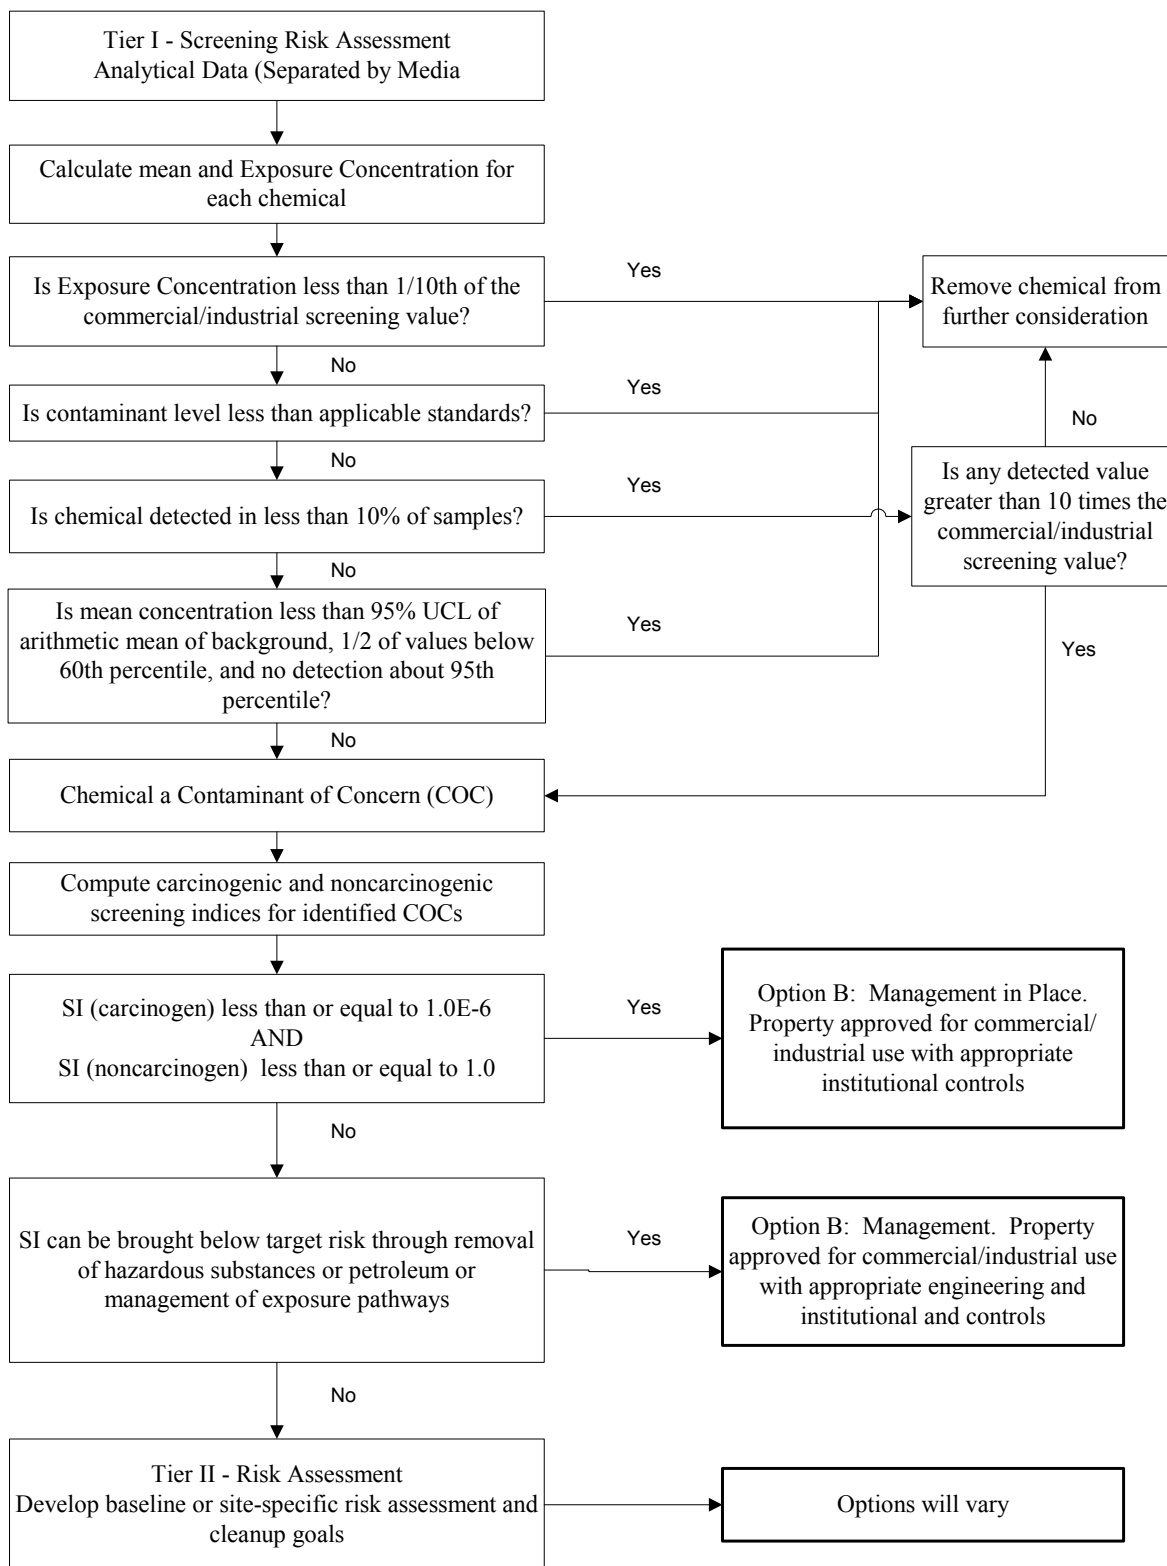 Tier I - Screening Risk Assessment
Analytical Data (Separated by Media
Calculate mean and Exposure Concentration for
each chemical
Is Exposure Concentration less than 1/10th of the
commercial/industrial screening value?
Yes
Remove chemical from
further consideration
No
Is contaminant level less than applicable standards?
Yes
No
No
Is chemical detected in less than 10% of samples?
Yes
Is any detected value
greater than 10 times the
commercial/industrial
screening value?
No
Is mean concentration less than 95% UCL of
arithmetic mean of background, 1/2 of values below
60th percentile, and no detection about 95th
percentile?
Yes
Yes
No
Chemical a Contaminant of Concern (COC)
Compute carcinogenic and noncarcinogenic
screening indices for identified COCs
SI (carcinogen) less than or equal to 1.0E-6
AND
SI (noncarcinogen) less than or equal to 1.0
Yes
Option B: Management in Place.
Property approved for commercial/
industrial use with appropriate
institutional controls
No
SI can be brought below target risk through removal
of hazardous substances or petroleum or
management of exposure pathways
Yes
Option B: Management. Property
approved for commercial/industrial use
with appropriate engineering and
institutional and controls
No
Tier II - Risk Assessment
Develop baseline or site-specific risk assessment and
cleanup goals
Options will vary